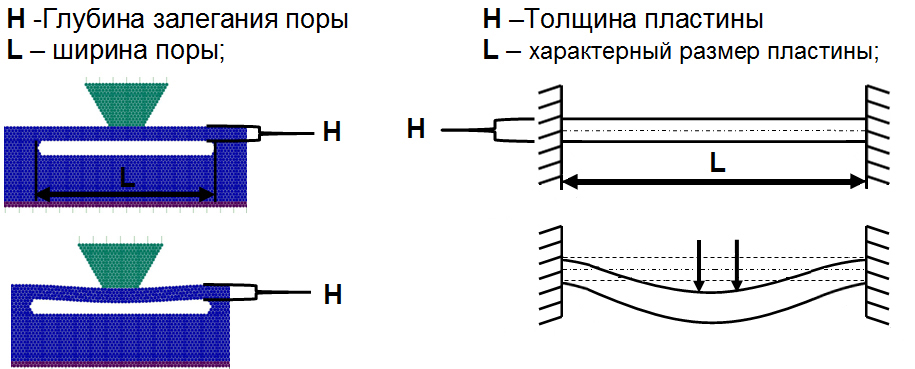 H -Глубина залегания поры
L – ширина поры;
H –Толщина пластины
L – характерный размер пластины;
H
L
H
H
L